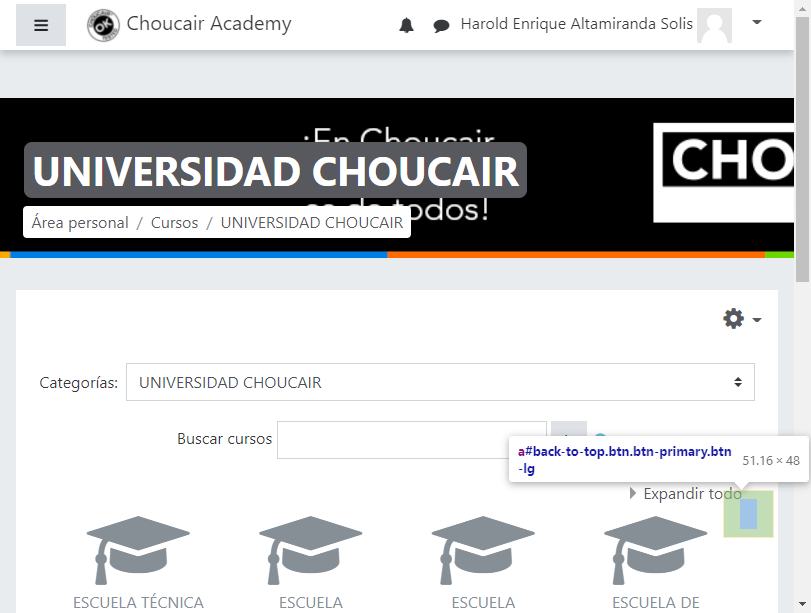 Choucair Academy
Harold Enrique Altamiranda Solis
¡En Choucair
CHO
UNIVERSIDAD CHOUCAIR
es de todos!
Área personal / Cursos / UNIVERSIDAD CHOUCAIR
Categorías: UNIVERSIDAD CHOUCAIR
Buscar cursos
a#back-to-top.btn.btn-primary.btn
-lg
51.16 × 48
Expandir todo
ESCUELA TÉCNICA
ESCUELA
ESCUELA
ESCUELA DE